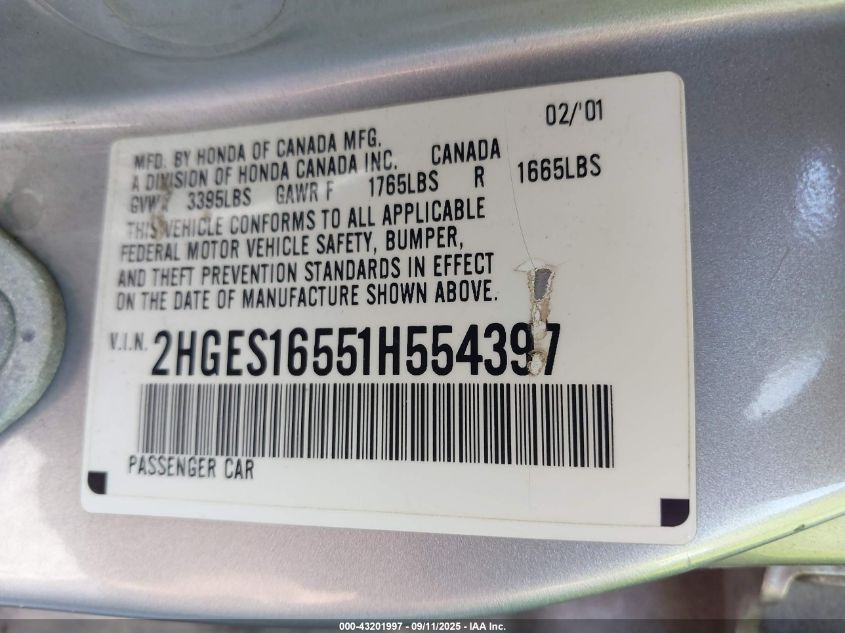 02/'01
MFD. BY HONDA OF CANADA MFG.
A DIVISION OF HONDA CANADA INC. CANADA
GVWR 3395LBS GAWR F 1765LBS R 1665LBS
THIS VEHICLE CONFORMS TO ALL APPLICABLE
FEDERAL MOTOR VEHICLE SAFETY, BUMPER,
AND THEFT PREVENTION STANDARDS IN EFFECT
ON THE DATE OF MANUFACTURE SHOWN ABOVE.
V.I.N. 2HGES16551H554397
PASSENGER CAR
000-43201997 - 09/11/2025 - IAA Inc.